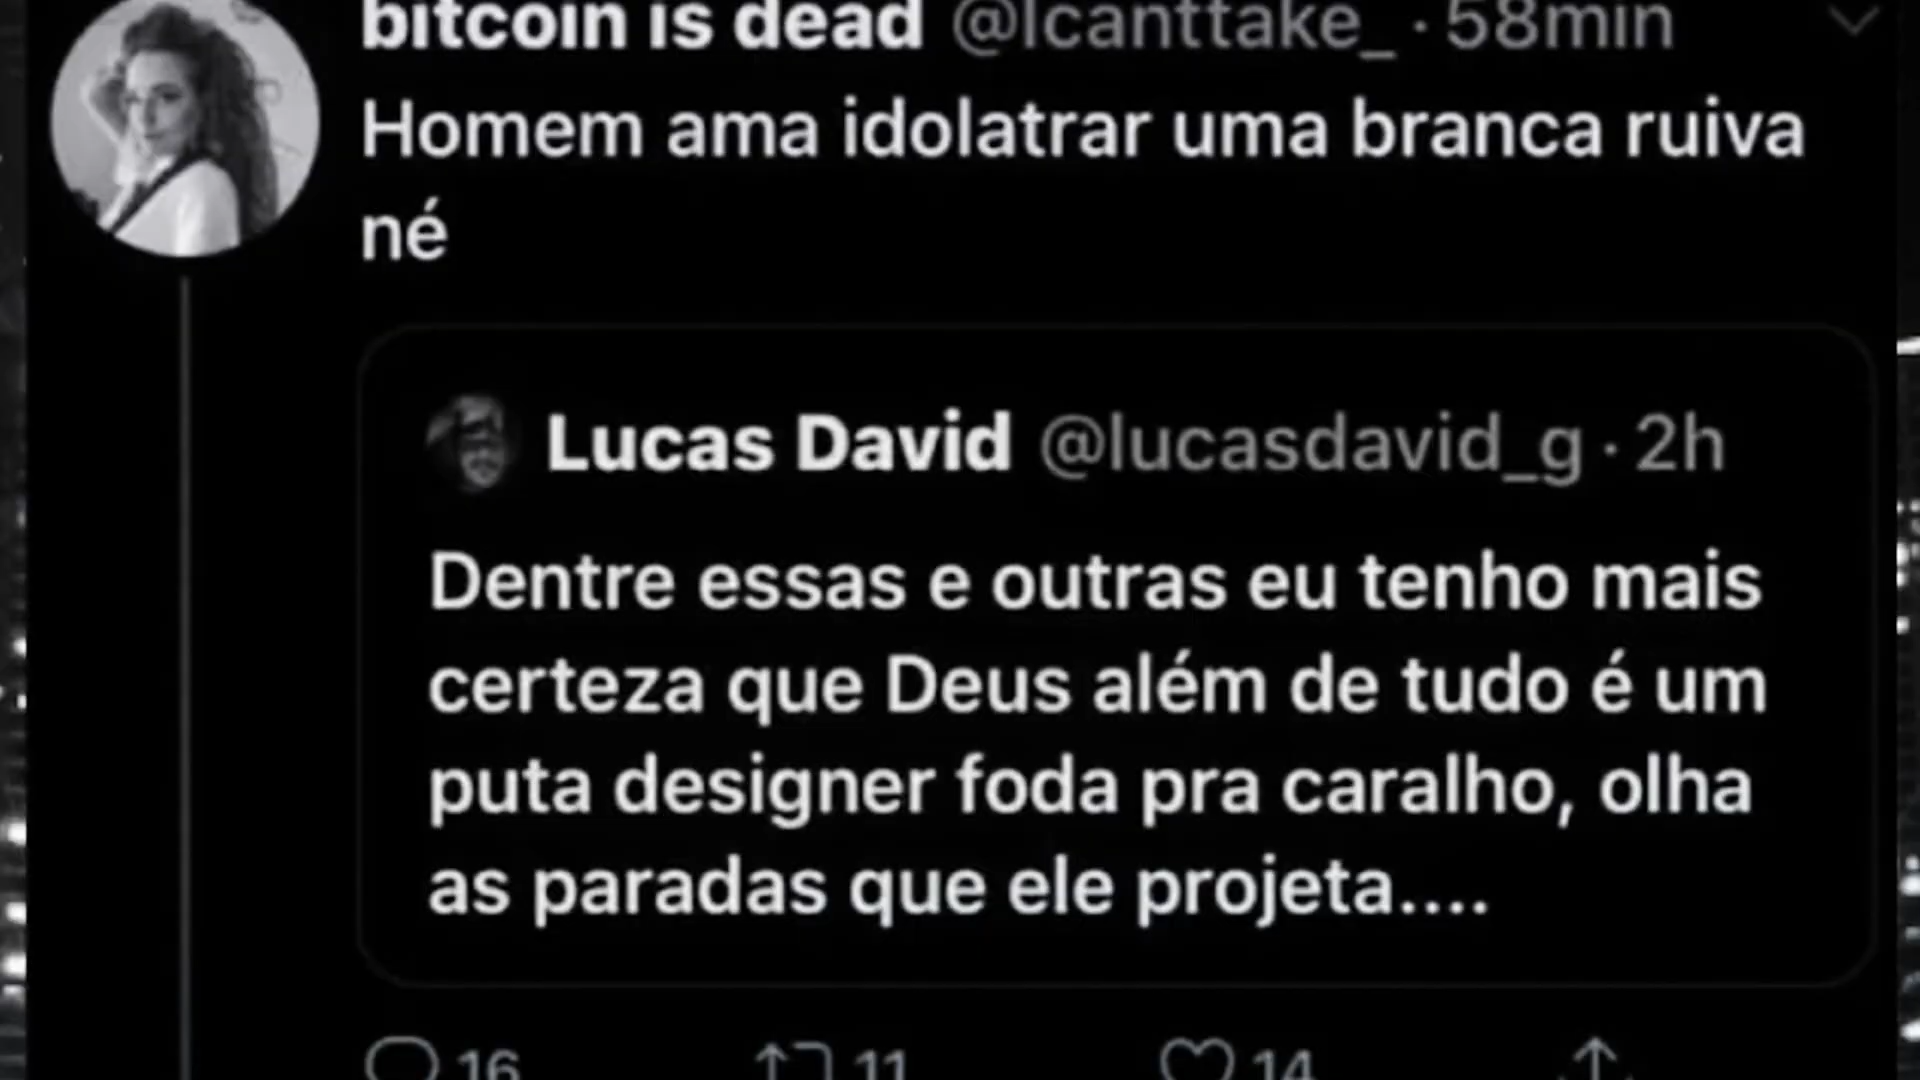 bitcoin is dead @Icanttake_ · 58min
Homem ama idolatrar uma branca ruiva
né
Lucas David @lucasdavid_g · 2h
Dentre essas e outras eu tenho mais
certeza que Deus além de tudo é um
puta designer foda pra caralho, olha
as paradas que ele projeta....
16 11 14